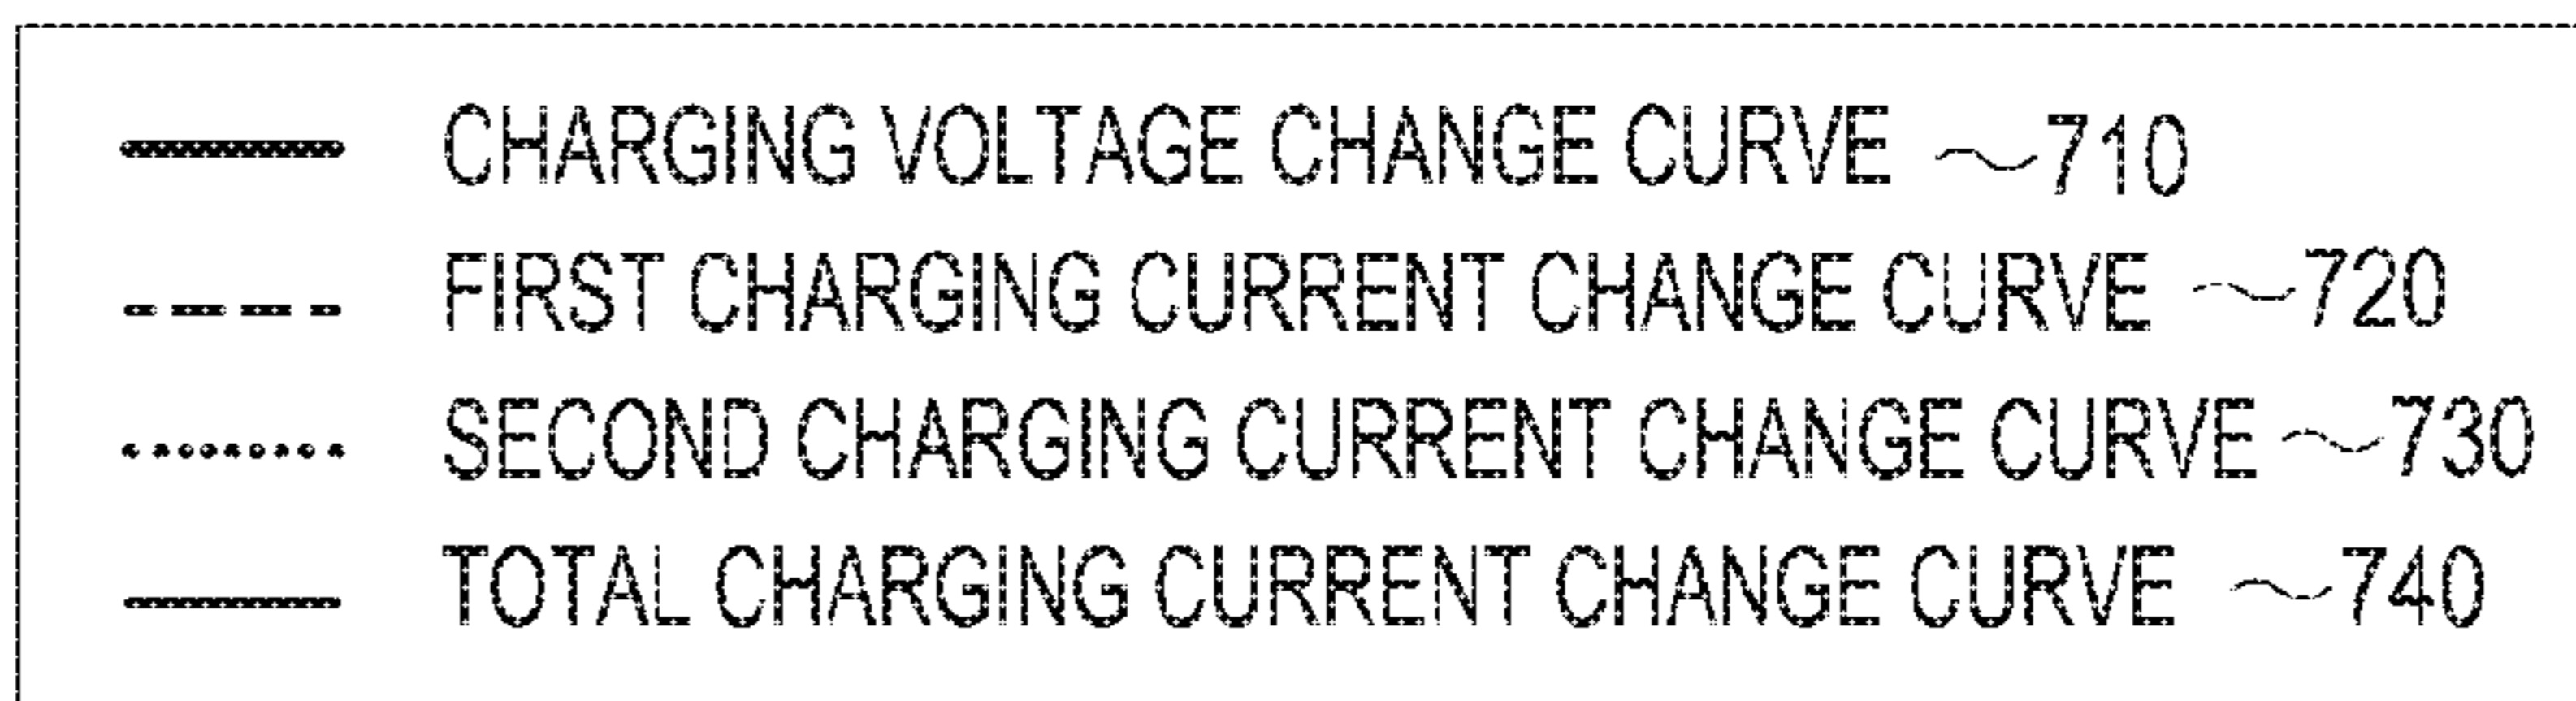 CHARGING VOLTAGE CHANGE CURVE ~710
FIRST CHARGING CURRENT CHANGE CURVE ~720
SECOND CHARGING CURRENT CHANGE CURVE ~730
TOTAL CHARGING CURRENT CHANGE CURVE ~740